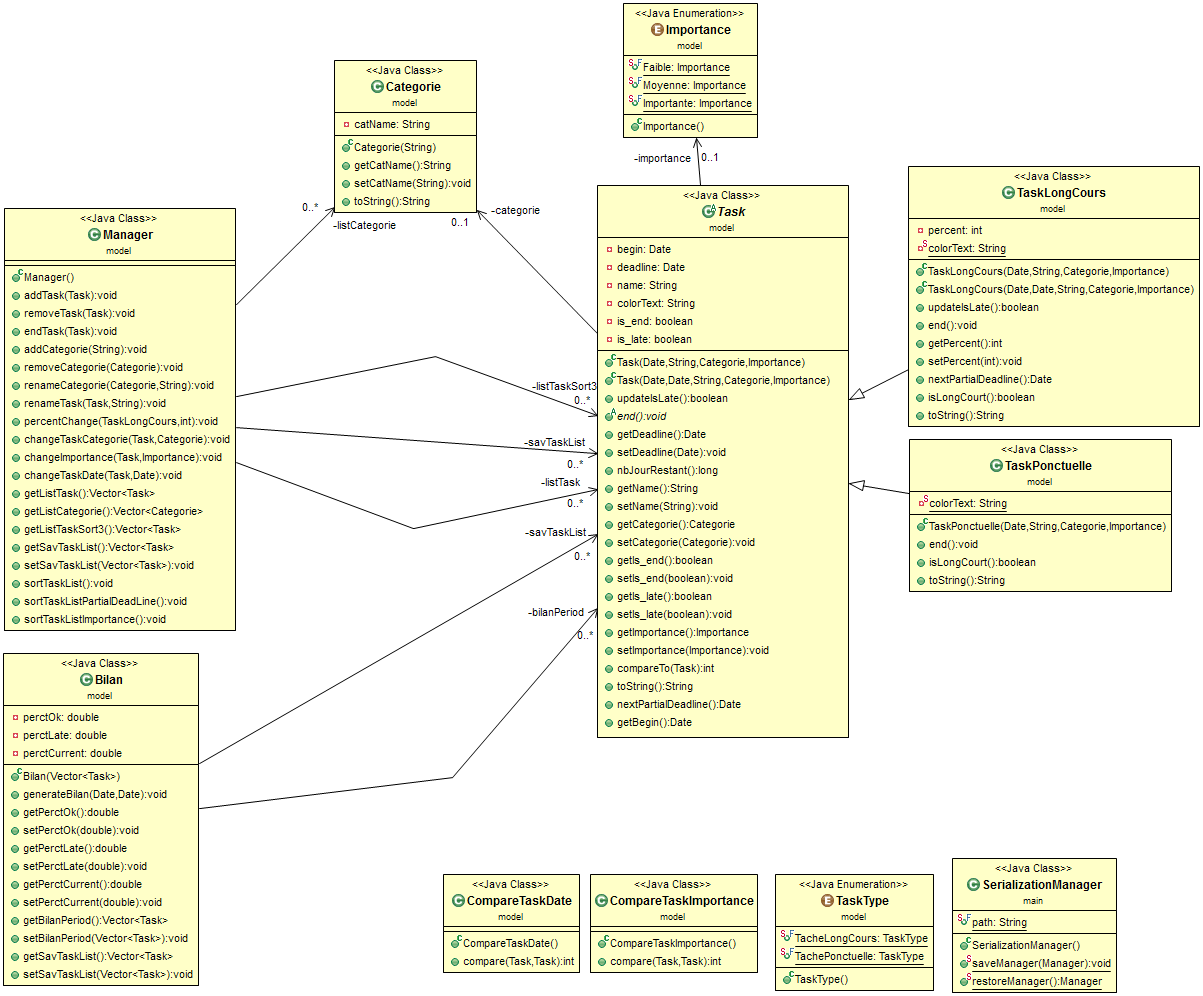 <<Java Enumeration>>
Importance
model
Faible: Importance
Moyenne: Importance
Importante: Importance
Importance()
<<Java Class>>
Categorie
model
catName: String
Categorie(String)
getCatName():String
setCatName(String):void
toString():String
-importance
0..1
<<Java Class>>
Manager
model
Manager()
addTask(Task):void
removeTask(Task):void
endTask(Task):void
addCategorie(String):void
removeCategorie(Categorie):void
renameCategorie(Categorie,String):void
renameTask(Task,String):void
percentChange(TaskLongCours,int):void
changeTaskCategorie(Task,Categorie):void
changeImportance(Task,Importance):void
changeTaskDate(Task,Date):void
getListTask():Vector<Task>
getListCategorie():Vector<Categorie>
getListTaskSort3():Vector<Task>
getSavTaskList():Vector<Task>
setSavTaskList(Vector<Task>):void
sortTaskList():void
sortTaskListPartialDeadLine():void
sortTaskListImportance():void
0..*
-listCategorie
-categorie
0..1
-listTaskSort3
0..*
-savTaskList
0..*
-listTask
0..*
-savTaskList
0..*
-bilanPeriod
0..*
<<Java Class>>
Task
model
begin: Date
deadline: Date
name: String
colorText: String
is_end: boolean
is_late: boolean
Task(Date,String,Categorie,Importance)
Task(Date,Date,String,Categorie,Importance)
updateIsLate():boolean
end():void
getDeadline():Date
setDeadline(Date):void
nbJourRestant():long
getName():String
setName(String):void
getCategorie():Categorie
setCategorie(Categorie):void
getIs_end():boolean
setIs_end(boolean):void
getIs_late():boolean
setIs_late(boolean):void
getImportance():Importance
setImportance(Importance):void
compareTo(Task):int
toString():String
nextPartialDeadline():Date
getBegin():Date
<<Java Class>>
TaskLongCours
model
percent: int
colorText: String
TaskLongCours(Date,String,Categorie,Importance)
TaskLongCours(Date,Date,String,Categorie,Importance)
updateIsLate():boolean
end():void
getPercent():int
setPercent(int):void
nextPartialDeadline():Date
isLongCourt():boolean
toString():String
<<Java Class>>
TaskPonctuelle
model
colorText: String
TaskPonctuelle(Date,String,Categorie,Importance)
end():void
isLongCourt():boolean
toString():String
<<Java Class>>
Bilan
model
perctOk: double
perctLate: double
perctCurrent: double
Bilan(Vector<Task>)
generateBilan(Date,Date):void
getPerctOk():double
setPerctOk(double):void
getPerctLate():double
setPerctLate(double):void
getPerctCurrent():double
setPerctCurrent(double):void
getBilanPeriod():Vector<Task>
setBilanPeriod(Vector<Task>):void
getSavTaskList():Vector<Task>
setSavTaskList(Vector<Task>):void
<<Java Class>>
CompareTaskDate
model
CompareTaskDate()
compare(Task,Task):int
<<Java Class>>
CompareTaskImportance
model
CompareTaskImportance()
compare(Task,Task):int
<<Java Enumeration>>
TaskType
model
TacheLongCours: TaskType
TachePonctuelle: TaskType
TaskType()
<<Java Class>>
SerializationManager
main
path: String
SerializationManager()
saveManager(Manager):void
restoreManager():Manager